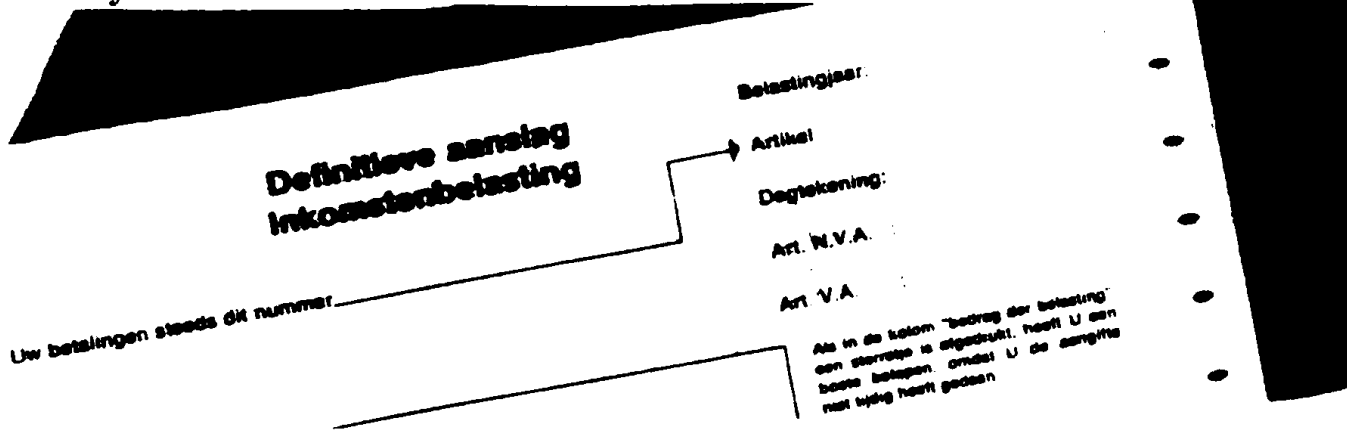 Definitieve aanslag
Inkomstenbelasting
Uw betalingen steeds dit nummer
Belastingjaar:
Artikel
Dagtekening:
Art. N.V.A. :
Art. V.A. :
Als in de kolom "bedrag der belasting"
een sterretje is afgedrukt, heeft U een
boete belopen, omdat U de aangifte
niet tijdig heeft gedaan